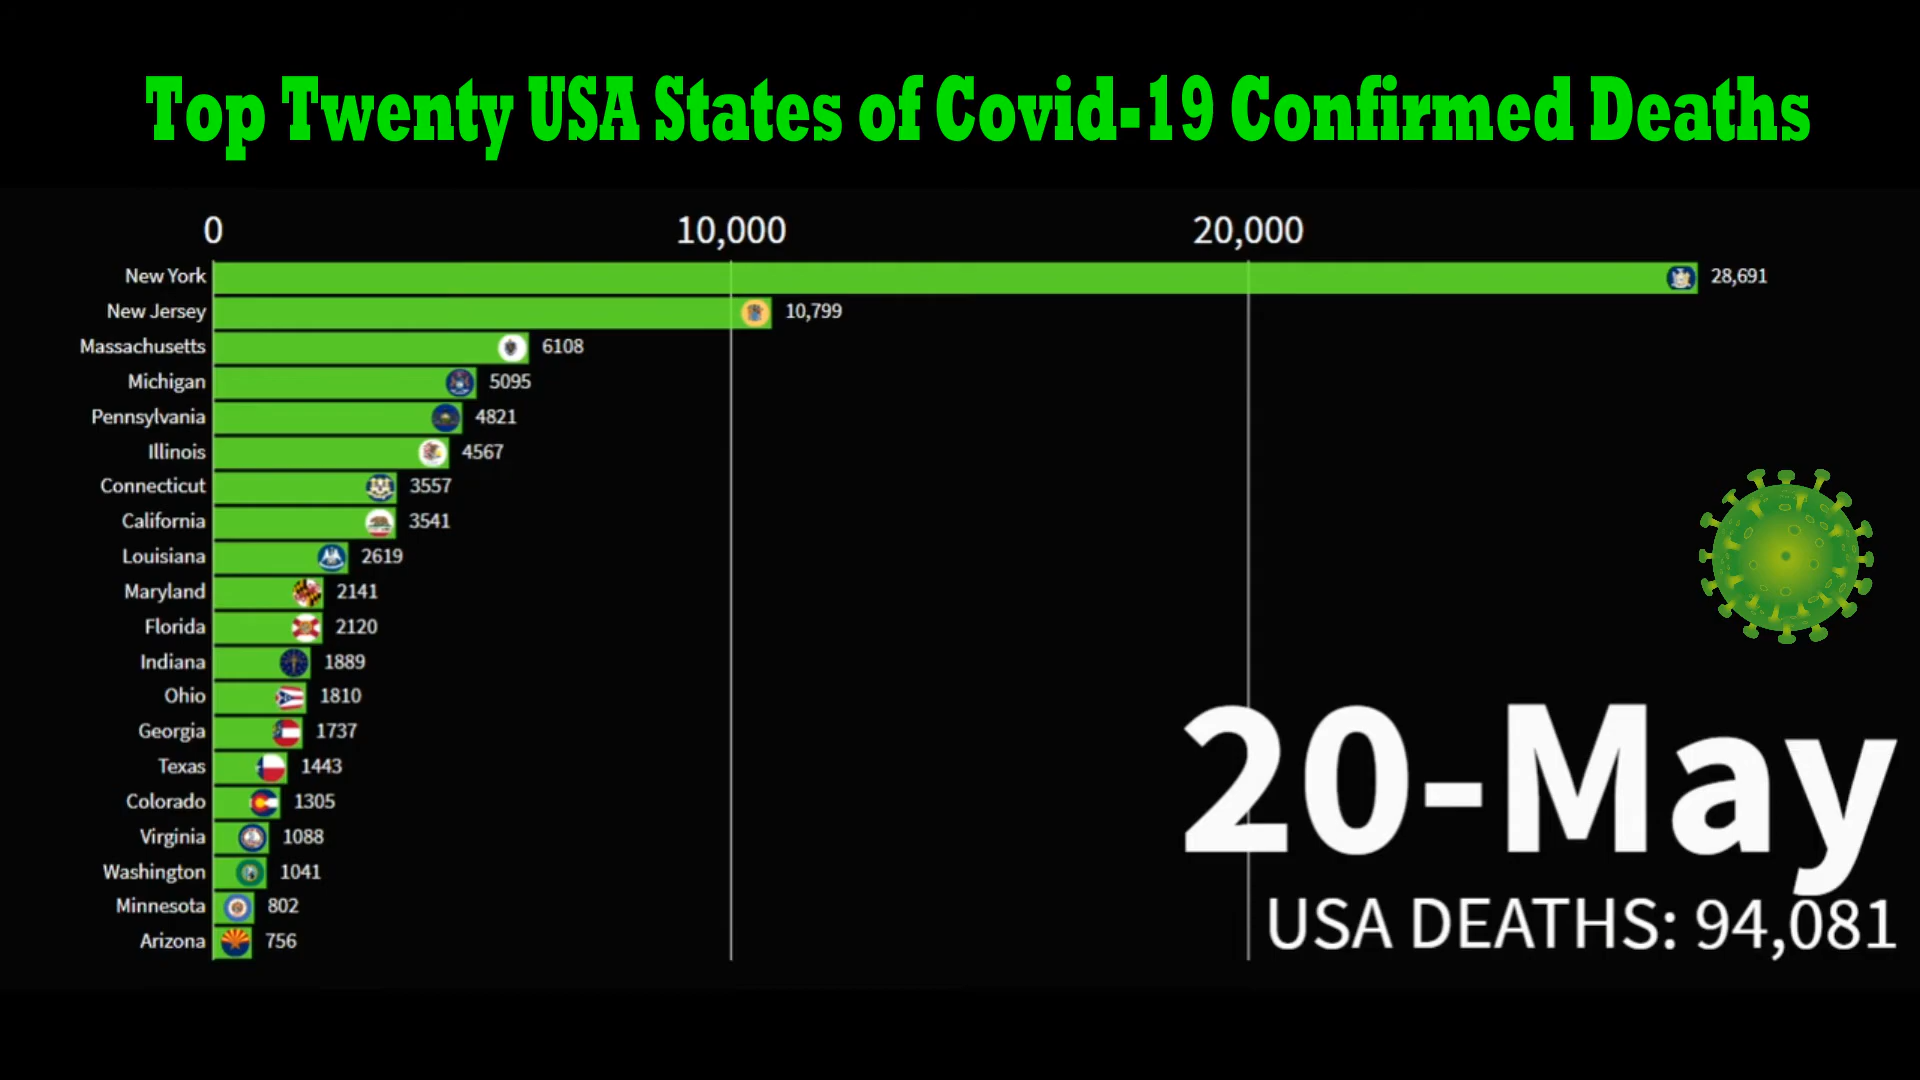 Top Twenty USA States of Covid-19 Confirmed Deaths
0 10,000 20,000
New York 28,691
New Jersey 10,799
Massachusetts 6108
Michigan 5095
Pennsylvania 4821
Illinois 4567
Connecticut 3557
California 3541
Louisiana 2619
Maryland 2141
Florida 2120
Indiana 1889
Ohio 1810
Georgia 1737
Texas 1443
Colorado 1305
Virginia 1088
Washington 1041
Minnesota 802
Arizona 756
20-May
USA DEATHS: 94,081